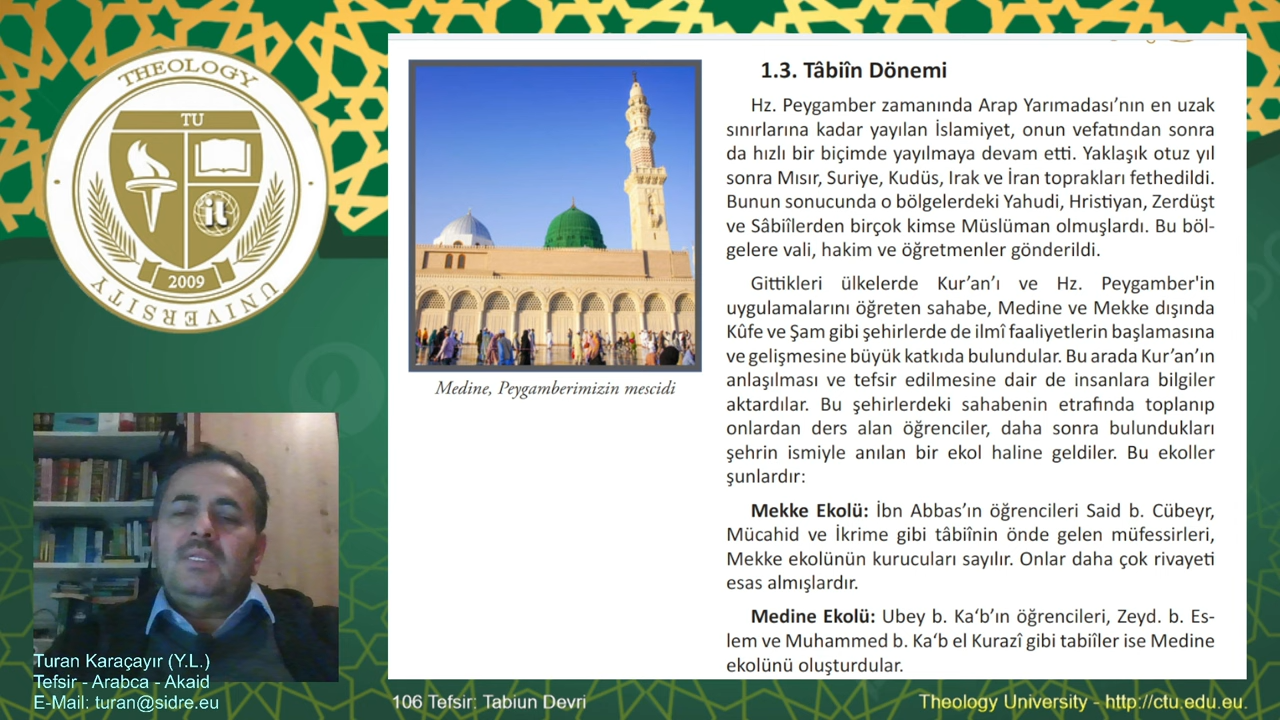 THEOLOGY
TU
2009
UNIVERSITY
1.3. Tâbiîn Dönemi
Hz. Peygamber zamanında Arap Yarımadası’nın en uzak
sınırlarına kadar yayılan İslamiyet, onun vefatından sonra
da hızlı bir biçimde yayılmaya devam etti. Yaklaşık otuz yıl
sonra Mısır, Suriye, Kudüs, Irak ve İran toprakları fethedildi.
Bunun sonucunda o bölgelerdeki Yahudi, Hristiyan, Zerdüşt
ve Sâbiîlerden birçok kimse Müslüman olmuşlardı. Bu böl-
gelere vali, hakim ve öğretmenler gönderildi.
Gittikleri ülkelerde Kur’an’ı ve Hz. Peygamber'in
uygulamalarını öğreten sahabe, Medine ve Mekke dışında
Kûfe ve Şam gibi şehirlerde de ilmî faaliyetlerin başlamasına
ve gelişmesine büyük katkıda bulundular. Bu arada Kur’an’ın
anlaşılması ve tefsir edilmesine dair de insanlara bilgiler
aktardılar. Bu şehirlerdeki sahabenin etrafında toplanıp
onlardan ders alan öğrenciler, daha sonra bulundukları
şehrin ismiyle anılan bir ekol haline geldiler. Bu ekoller
şunlardır:
Mekke Ekolü: İbn Abbas’ın öğrencileri Said b. Cübeyr,
Mücahid ve İkrime gibi tâbiînin önde gelen müfessirleri,
Mekke ekolünün kurucuları sayılır. Onlar daha çok rivayeti
esas almışlardır.
Medine Ekolü: Ubey b. Ka‘b’ın öğrencileri, Zeyd. b. Es-
lem ve Muhammed b. Ka‘b el Kurazî gibi tabiîler ise Medine
ekolünü oluşturdular.
Medine, Peygamberimizin mescidi
Turan Karaçayır (Y.L.)
Tefsir - Arabca - Akaid
E-Mail: turan@sidre.eu
106 Tefsir: Tabiun Devri
Theology University - http://ctu.edu.eu.